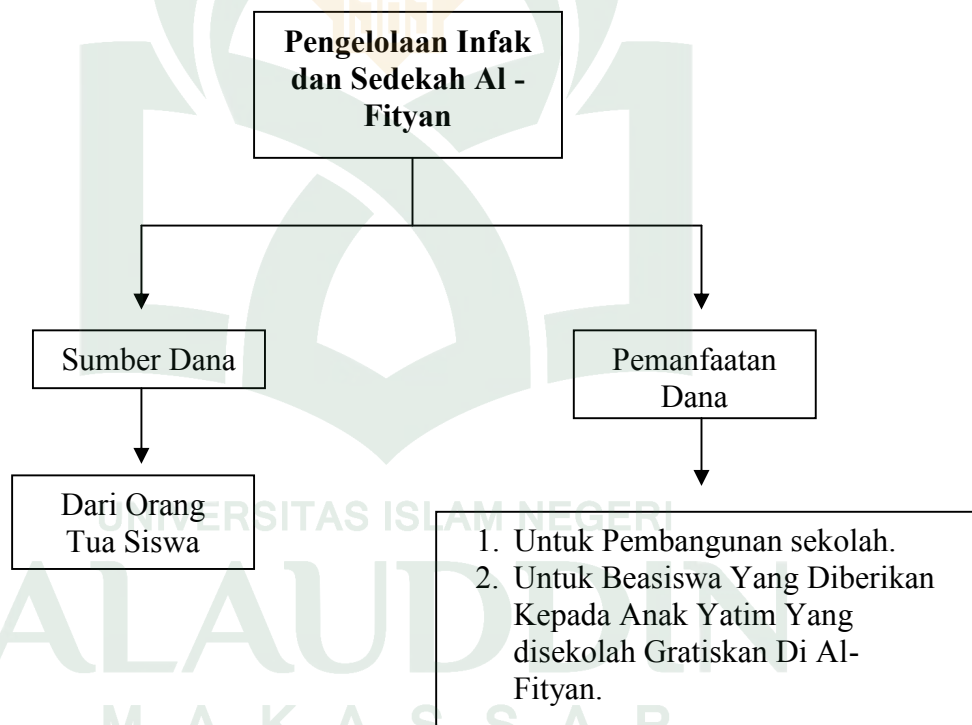 Pengelolaan Infak
dan Sedekah Al -
Fityan
Sumber Dana
Pemanfaatan
Dana
Dari Orang
Tua Siswa
1. Untuk Pembangunan sekolah.
2. Untuk Beasiswa Yang Diberikan
Kepada Anak Yatim Yang
disekolah Gratiskan Di Al-
Fityan.
UNIVERSITAS ISLAM NEGERI
ALAUDDIN
MAKASSAR